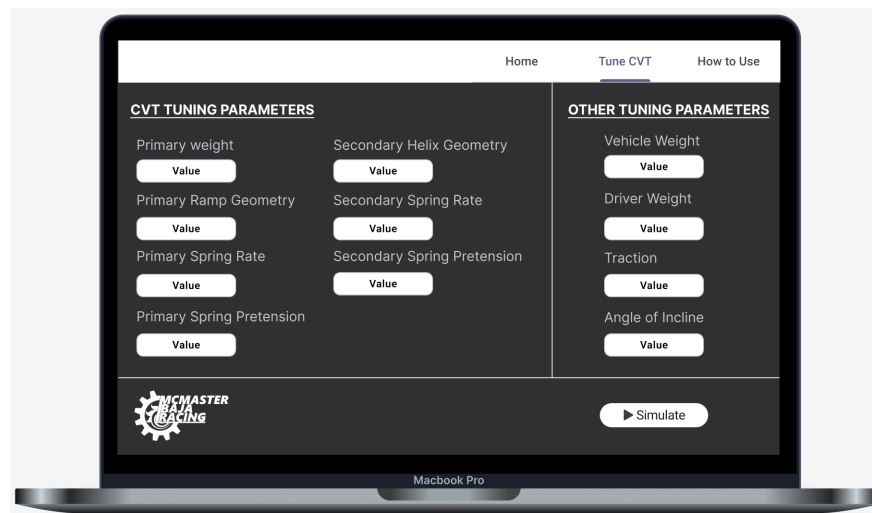 Home Tune CVT How to Use
CVT TUNING PARAMETERS
Primary weight
Value
Primary Ramp Geometry
Value
Primary Spring Rate
Value
Primary Spring Pretension
Value
Secondary Helix Geometry
Value
Secondary Spring Rate
Value
Secondary Spring Pretension
Value
OTHER TUNING PARAMETERS
Vehicle Weight
Value
Driver Weight
Value
Traction
Value
Angle of Incline
Value
MCMASTER
BAJA
RACING
Simulate
Macbook Pro